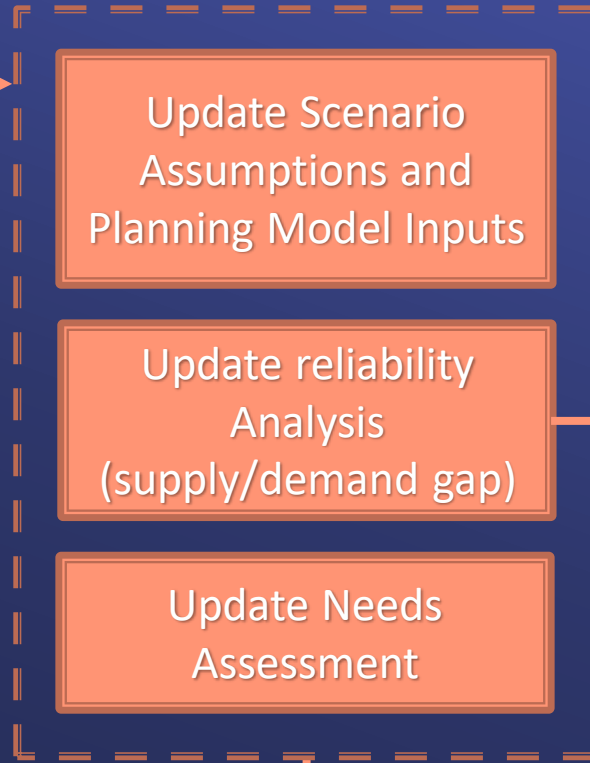 Update Scenario
Assumptions and
Planning Model Inputs
Update reliability
Analysis
(supply/demand gap)
Update Needs
Assessment